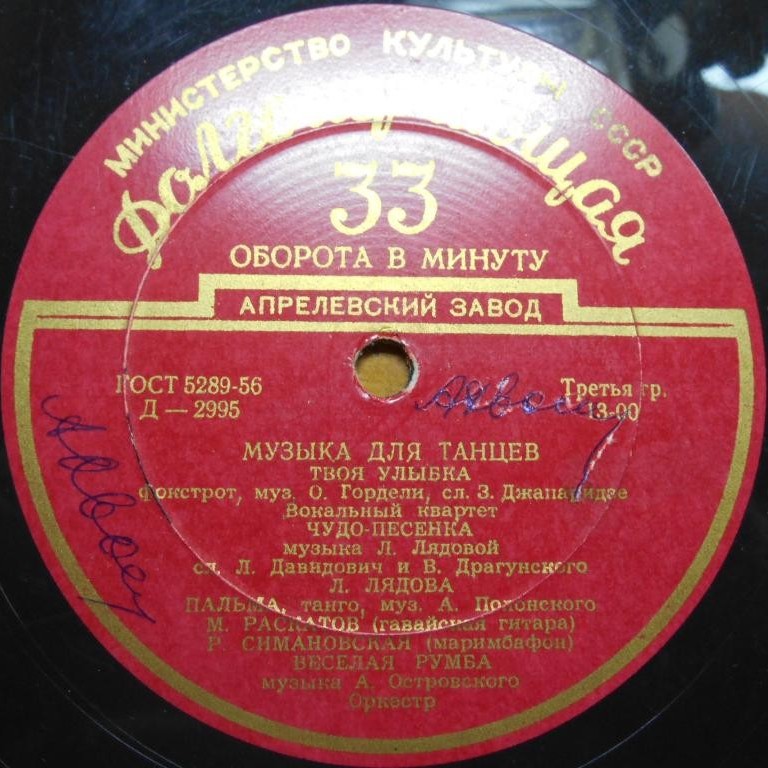 МИНИСТЕРСТВО КУЛЬТУРЫ СССР
Долгоиграющая
33
ОБОРОТА В МИНУТУ
АПРЕЛЕВСКИЙ ЗАВОД
ГОСТ 5289-56
Третья гр.
Д — 2995
13-00
МУЗЫКА ДЛЯ ТАНЦЕВ
ТВОЯ УЛЫБКА
фокстрот, муз. О. Гордели, сл. З. Джапаридзе
Вокальный квартет
ЧУДО-ПЕСЕНКА
музыка Л. Лядовой
сл. Л. Давидович и В. Драгунского
Л. ЛЯДОВА
ПАЛЬМА, танго, муз. А. Полонского
М. РАСКАТОВ (гавайская гитара)
Р. СИМАНОВСКАЯ (маримбафон)
ВЕСЕЛАЯ РУМБА
музыка А. Островского
Оркестр